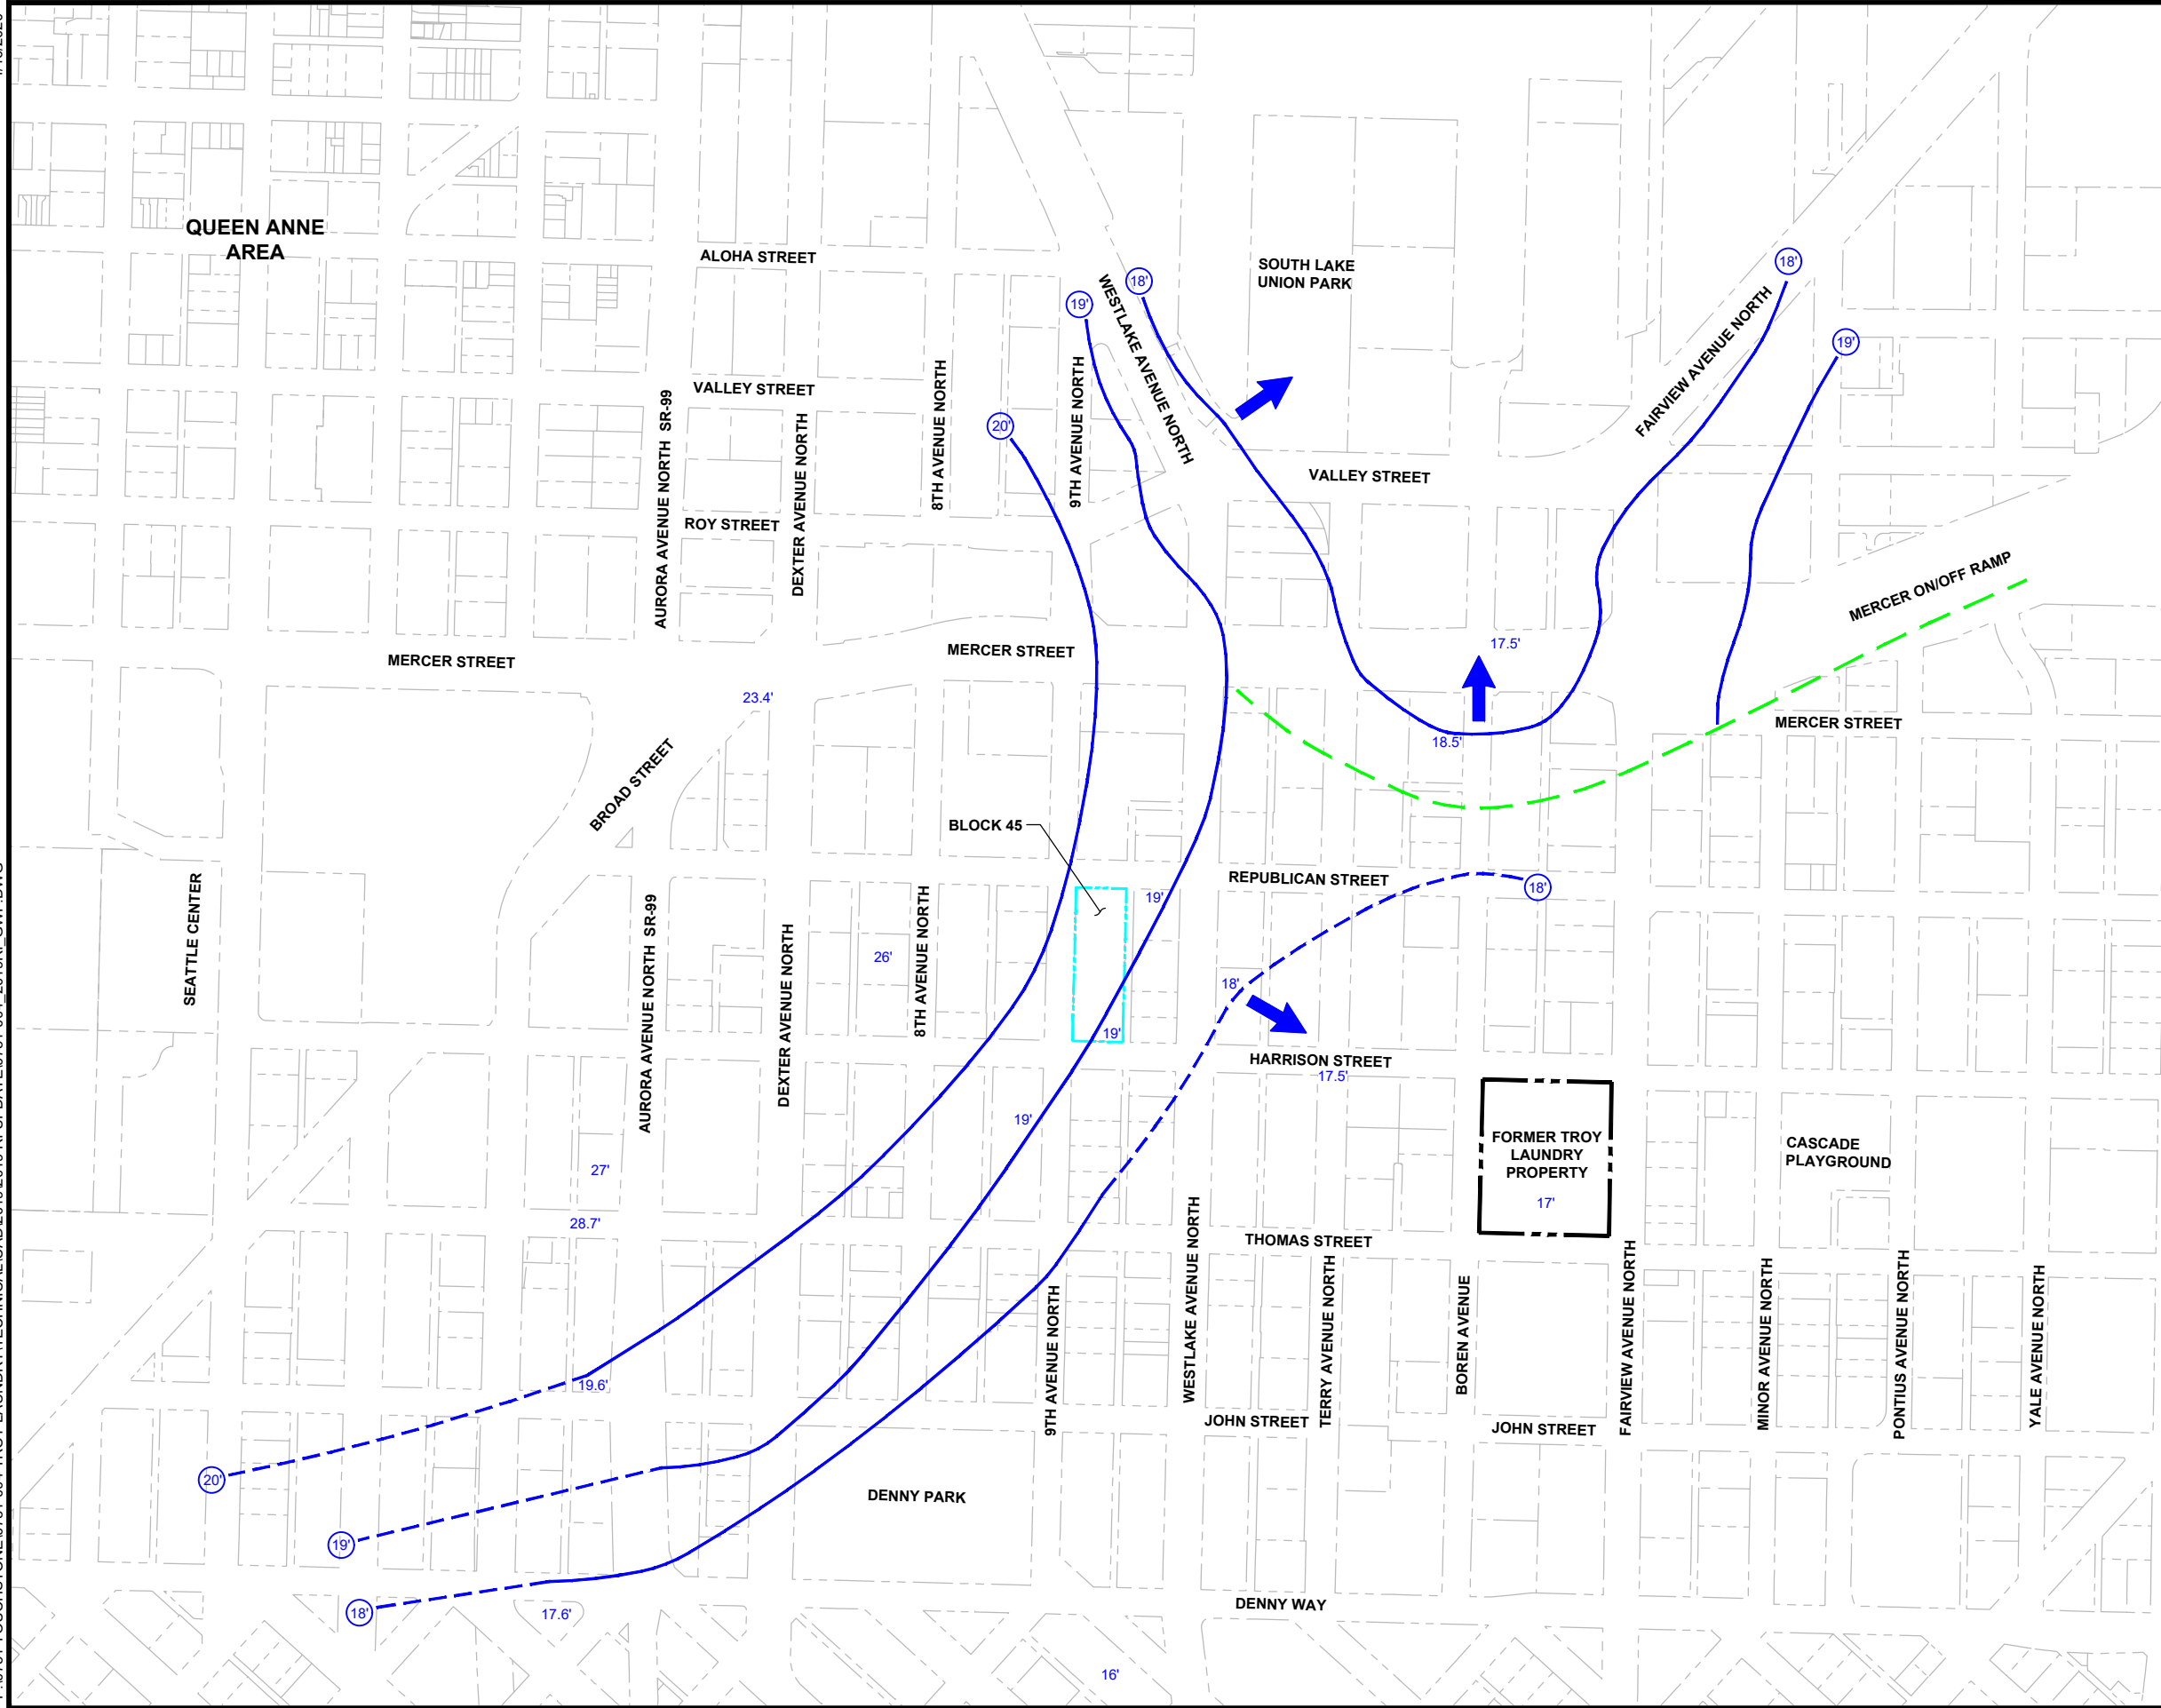 QUEEN ANNE
AREA
ALOHA STREET
SOUTH LAKE
UNION PARK
18'
18'
19'
19'
WESTLAKE AVENUE NORTH
FAIRVIEW AVENUE NORTH
VALLEY STREET
8TH AVENUE NORTH
9TH AVENUE NORTH
AURORA AVENUE NORTH SR-99
DEXTER AVENUE NORTH
20'
VALLEY STREET
ROY STREET
MERCER ON/OFF RAMP
MERCER STREET
MERCER STREET
17.5'
23.4'
18.5'
MERCER STREET
BROAD STREET
BLOCK 45
REPUBLICAN STREET
18'
19'
SEATTLE CENTER
AURORA AVENUE NORTH SR-99
DEXTER AVENUE NORTH
26'
8TH AVENUE NORTH
18'
19'
HARRISON STREET
17.5'
19'
FORMER TROY
LAUNDRY
PROPERTY
17'
CASCADE
PLAYGROUND
27'
28.7'
THOMAS STREET
9TH AVENUE NORTH
WESTLAKE AVENUE NORTH
TERRY AVENUE NORTH
BOREN AVENUE
FAIRVIEW AVENUE NORTH
MINOR AVENUE NORTH
PONTIUS AVENUE NORTH
YALE AVENUE NORTH
19.6'
JOHN STREET
JOHN STREET
20'
DENNY PARK
19'
18'
17.6'
DENNY WAY
16'